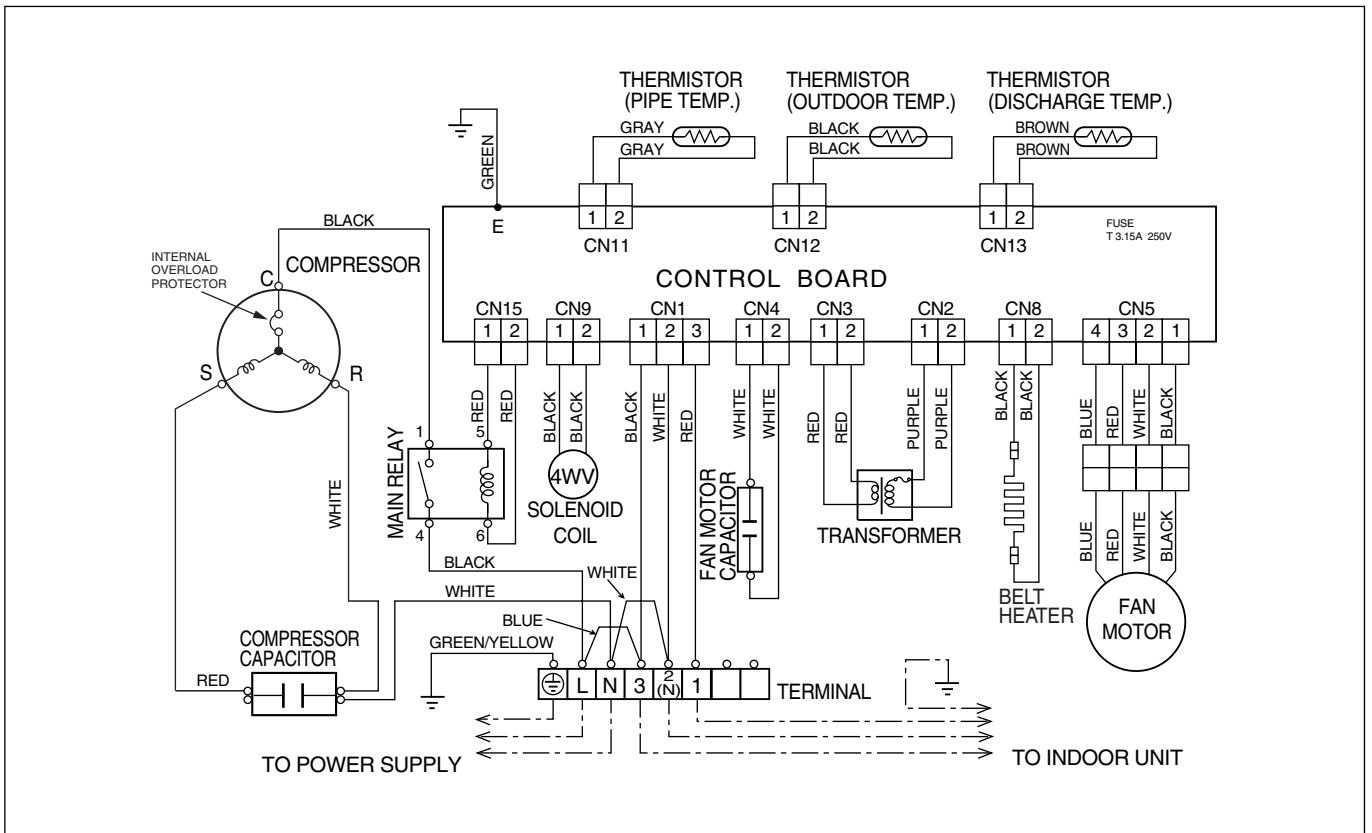 THERMISTOR
(PIPE TEMP.)
THERMISTOR
(OUTDOOR TEMP.)
THERMISTOR
(DISCHARGE TEMP.)
GRAY
GRAY
BLACK
BLACK
BROWN
BROWN
GREEN
E
1 2
CN11
1 2
CN12
1 2
CN13
FUSE
T 3.15A 250V
CONTROL BOARD
BLACK
INTERNAL
OVERLOAD
PROTECTOR
COMPRESSOR
C
S
R
CN15
1 2
CN9
1 2
CN1
1 2 3
CN4
1 2
CN3
1 2
CN2
1 2
CN8
1 2
CN5
4 3 2 1
RED
RED
BLACK
BLACK
BLACK
WHITE
RED
WHITE
WHITE
RED
RED
PURPLE
PURPLE
BLACK
BLACK
BLUE
RED
WHITE
BLACK
1
5
MAIN RELAY
4
6
4WV
SOLENOID
COIL
FAN MOTOR
CAPACITOR
TRANSFORMER
BELT
HEATER
BLUE
RED
WHITE
BLACK
FAN
MOTOR
WHITE
BLACK
WHITE
WHITE
BLUE
GREEN/YELLOW
COMPRESSOR
CAPACITOR
RED
L N 3 2(N) 1
TERMINAL
TO POWER SUPPLY
TO INDOOR UNIT